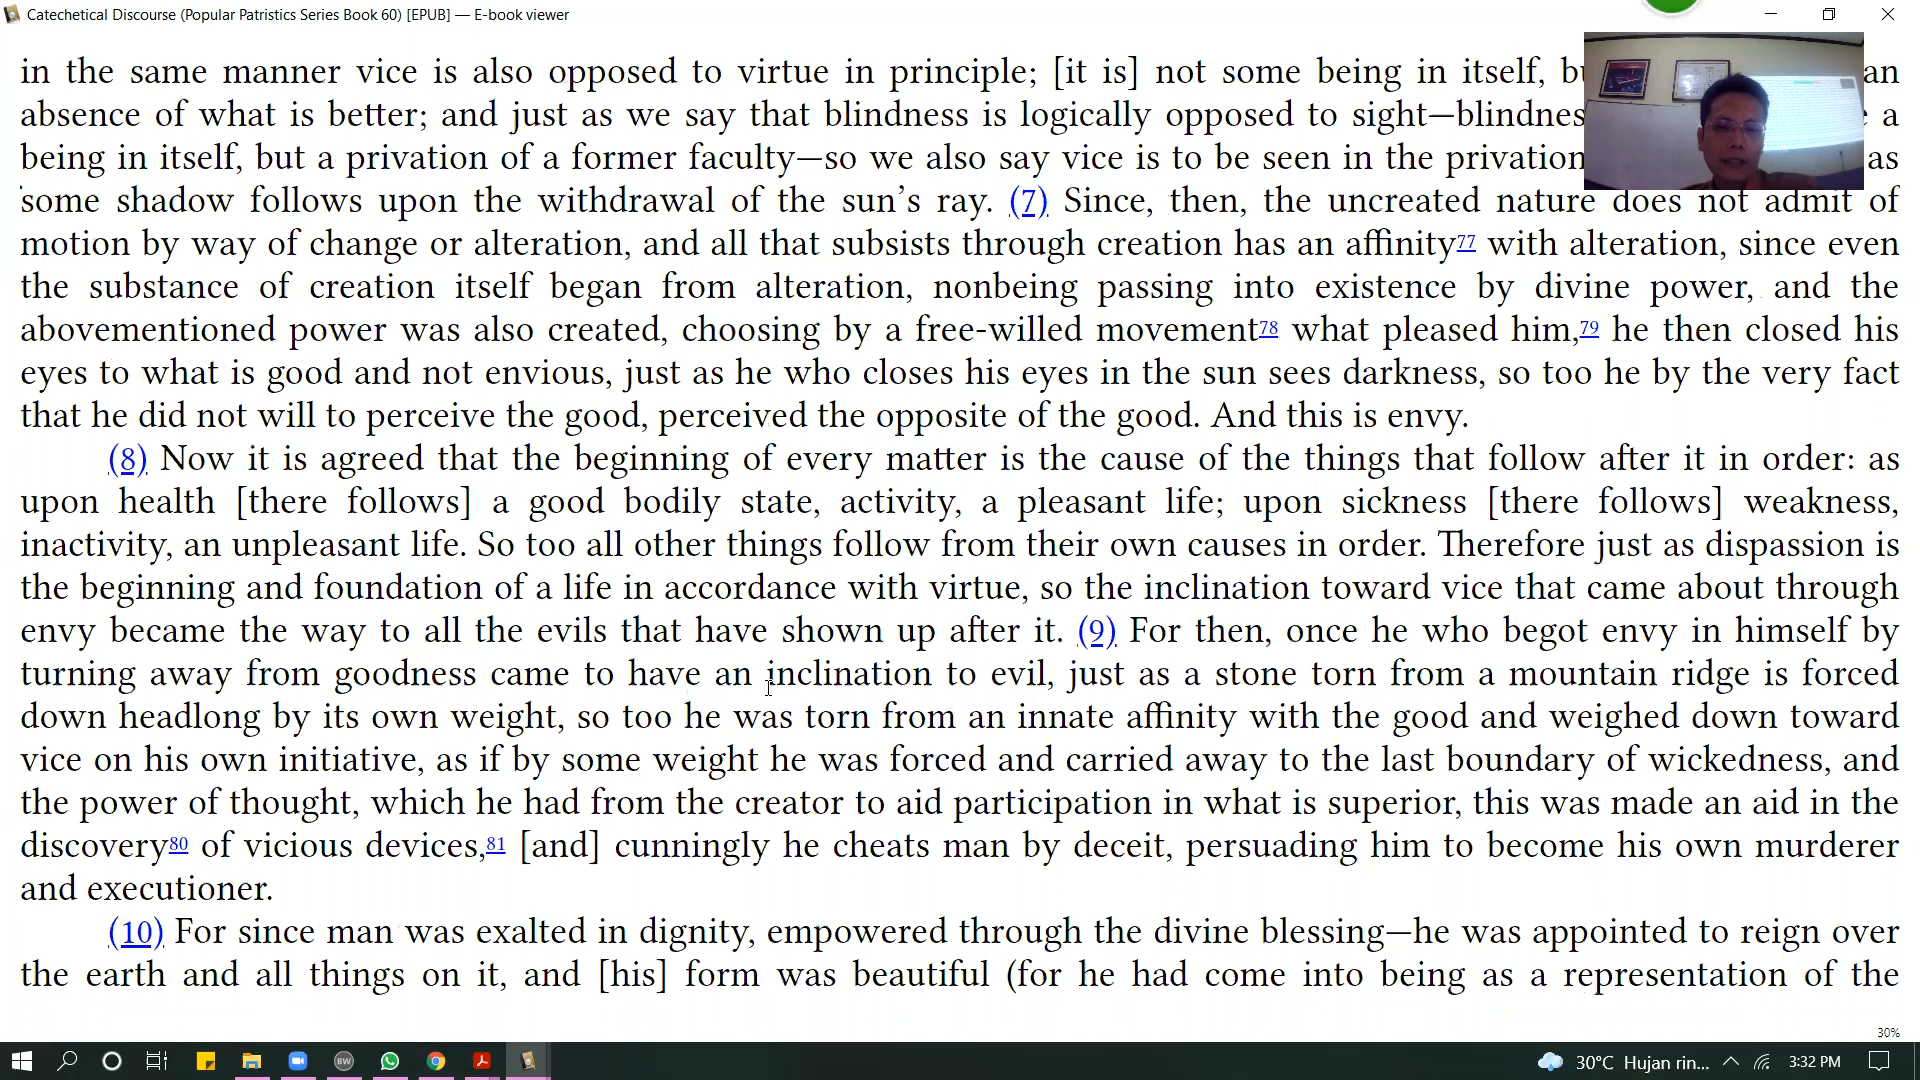 Catechetical Discourse (Popular Patristics Series Book 60) [EPUB] — E-book viewer
in the same manner vice is also opposed to virtue in principle; [it is] not some being in itself, an
absence of what is better; and just as we say that blindness is logically opposed to sight—blindnes a
being in itself, but a privation of a former faculty—so we also say vice is to be seen in the privation as
some shadow follows upon the withdrawal of the sun’s ray. (7) Since, then, the uncreated nature does not admit of
motion by way of change or alteration, and all that subsists through creation has an affinity77 with alteration, since even
the substance of creation itself began from alteration, nonbeing passing into existence by divine power, and the
abovementioned power was also created, choosing by a free-willed movement78 what pleased him,79 he then closed his
eyes to what is good and not envious, just as he who closes his eyes in the sun sees darkness, so too he by the very fact
that he did not will to perceive the good, perceived the opposite of the good. And this is envy.
(8) Now it is agreed that the beginning of every matter is the cause of the things that follow after it in order: as
upon health [there follows] a good bodily state, activity, a pleasant life; upon sickness [there follows] weakness,
inactivity, an unpleasant life. So too all other things follow from their own causes in order. Therefore just as dispassion is
the beginning and foundation of a life in accordance with virtue, so the inclination toward vice that came about through
envy became the way to all the evils that have shown up after it. (9) For then, once he who begot envy in himself by
turning away from goodness came to have an inclination to evil, just as a stone torn from a mountain ridge is forced
down headlong by its own weight, so too he was torn from an innate affinity with the good and weighed down toward
vice on his own initiative, as if by some weight he was forced and carried away to the last boundary of wickedness, and
the power of thought, which he had from the creator to aid participation in what is superior, this was made an aid in the
discovery80 of vicious devices,81 [and] cunningly he cheats man by deceit, persuading him to become his own murderer
and executioner.
(10) For since man was exalted in dignity, empowered through the divine blessing—he was appointed to reign over
the earth and all things on it, and [his] form was beautiful (for he had come into being as a representation of the
30%
BW
30°C Hujan rin... 3:32 PM